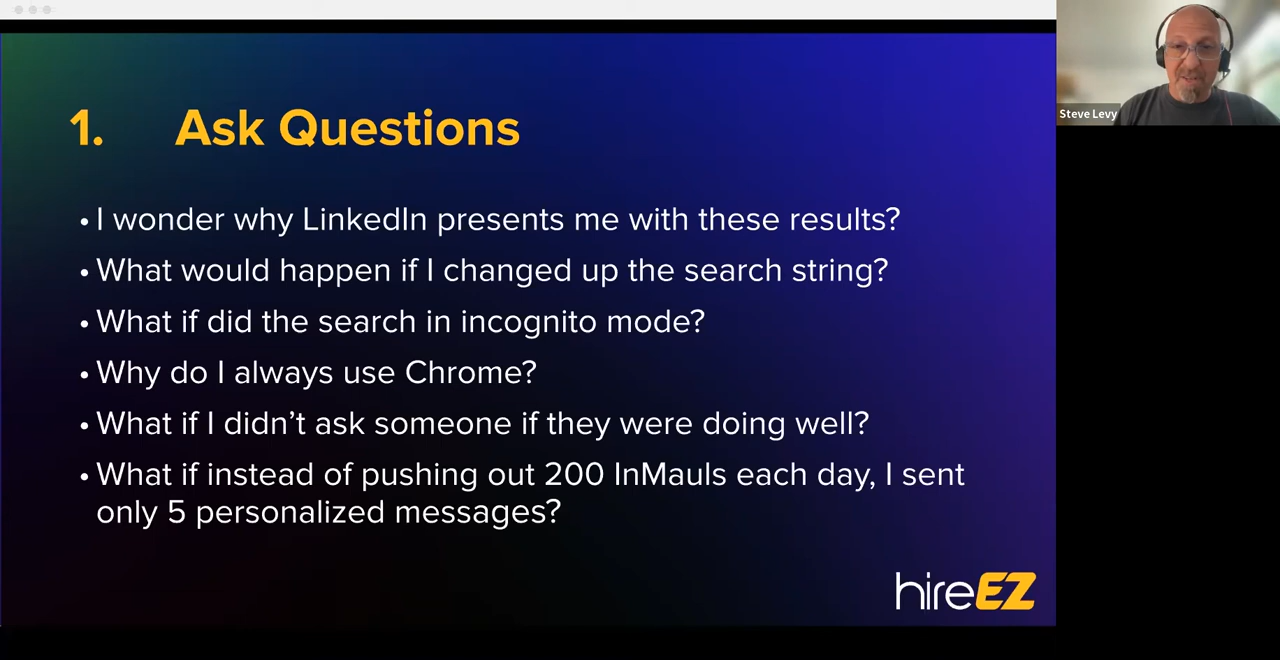 1. Ask Questions
• I wonder why LinkedIn presents me with these results?
• What would happen if I changed up the search string?
• What if did the search in incognito mode?
• Why do I always use Chrome?
• What if I didn’t ask someone if they were doing well?
• What if instead of pushing out 200 InMauls each day, I sent
only 5 personalized messages?
hireEZ
Steve Levy